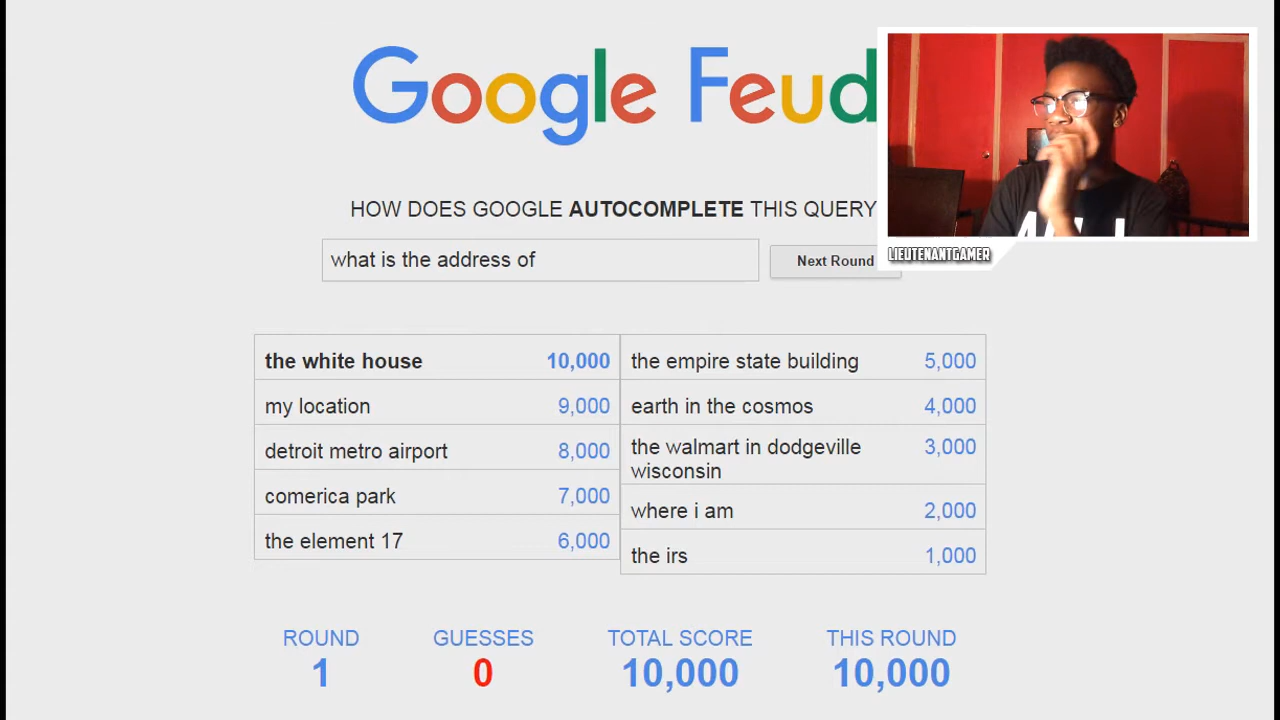 Google Feud
HOW DOES GOOGLE AUTOCOMPLETE THIS QUERY
what is the address of
Next Round
LIEUTENANTGAMER
the white house 10,000
my location 9,000
detroit metro airport 8,000
comerica park 7,000
the element 17 6,000
the empire state building 5,000
earth in the cosmos 4,000
the walmart in dodgeville 3,000
wisconsin
where i am 2,000
the irs 1,000
ROUND GUESSES TOTAL SCORE THIS ROUND
1 0 10,000 10,000